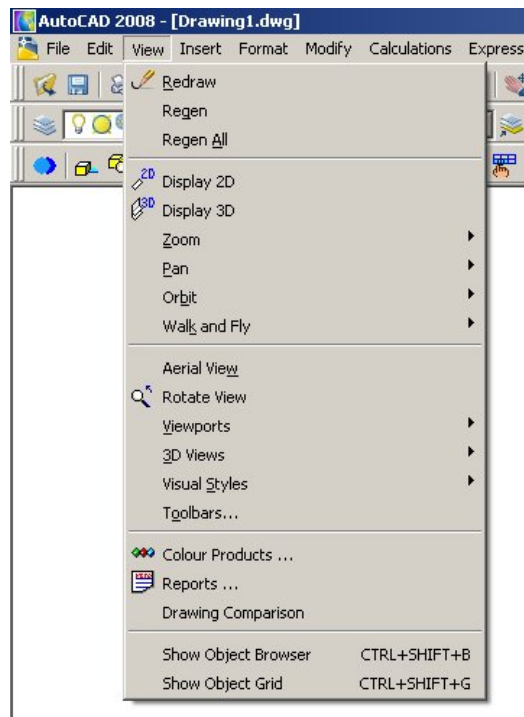 AutoCAD 2008 - [Drawing1.dwg]
File Edit View Insert Format Modify Calculations Express
Redraw
Regen
Regen All
2D Display 2D
3D Display 3D
Zoom
Pan
Orbit
Walk and Fly
Aerial View
Rotate View
Viewports
3D Views
Visual Styles
Toolbars...
Colour Products ...
Reports ...
Drawing Comparison
Show Object Browser CTRL+SHIFT+B
Show Object Grid CTRL+SHIFT+G